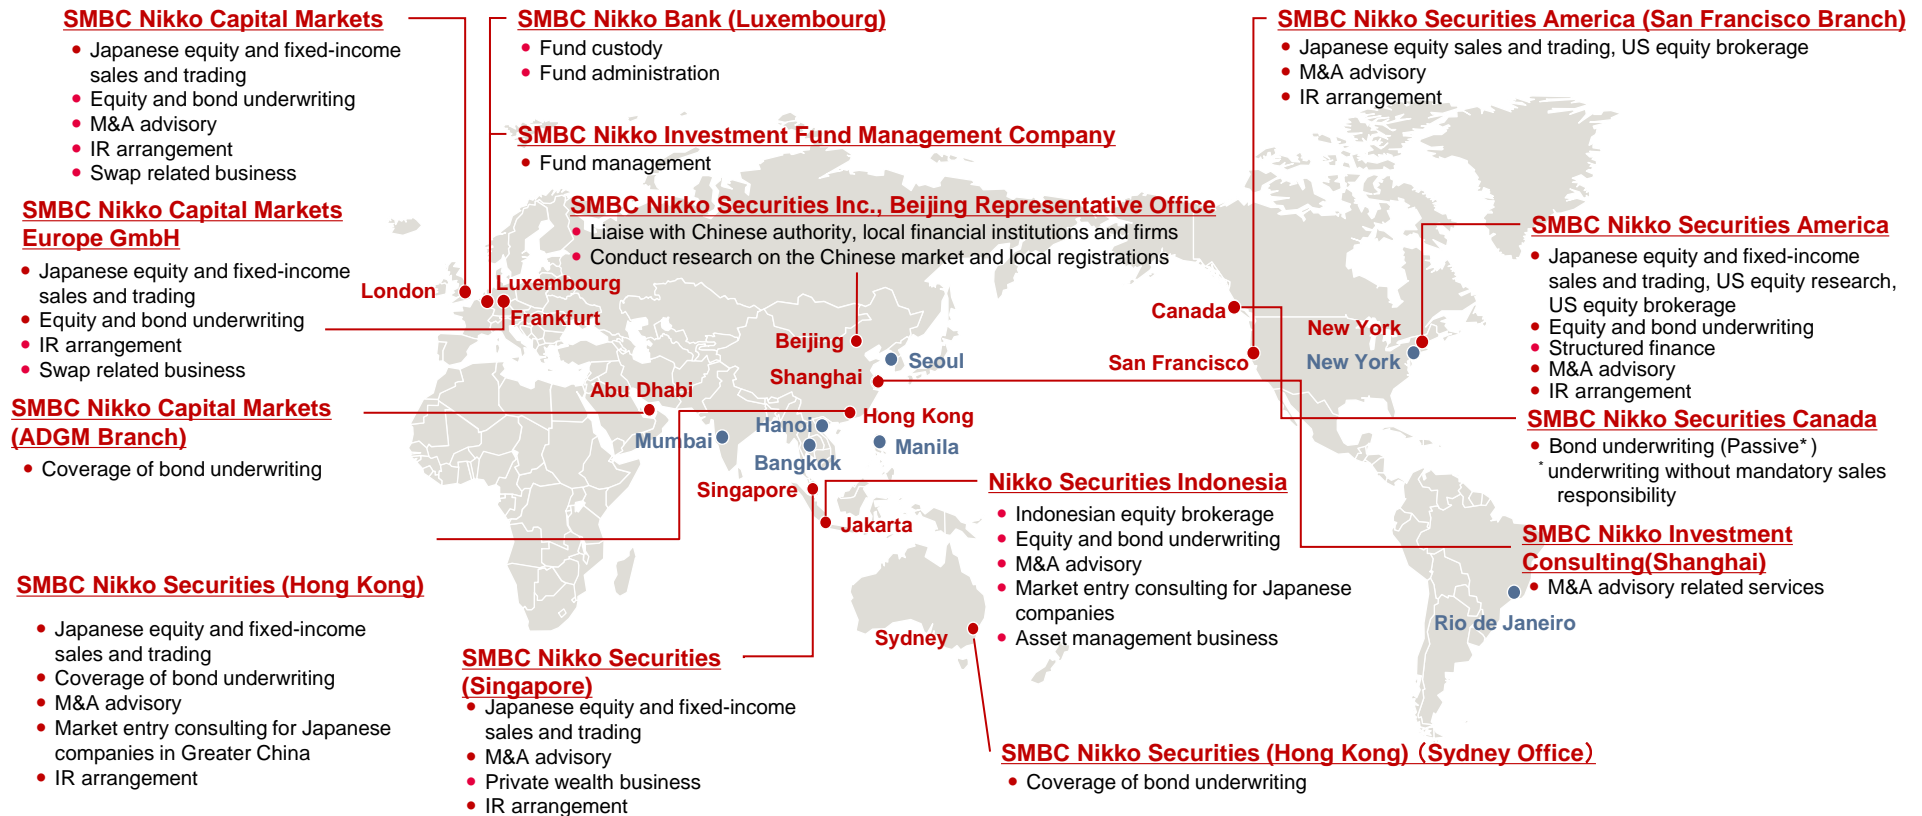 SMBC Nikko Capital Markets
• Japanese equity and fixed-income
sales and trading
• Equity and bond underwriting
• M&A advisory
• IR arrangement
• Swap related business
SMBC Nikko Bank (Luxembourg)
• Fund custody
• Fund administration
SMBC Nikko Investment Fund Management Company
• Fund management
SMBC Nikko Securities America (San Francisco Branch)
• Japanese equity sales and trading, US equity brokerage
• M&A advisory
• IR arrangement
SMBC Nikko Capital Markets
Europe GmbH
• Japanese equity and fixed-income
sales and trading
• Equity and bond underwriting
• IR arrangement
• Swap related business
SMBC Nikko Securities Inc., Beijing Representative Office
• Liaise with Chinese authority, local financial institutions and firms
• Conduct research on the Chinese market and local registrations
SMBC Nikko Securities America
• Japanese equity and fixed-income
sales and trading, US equity research,
US equity brokerage
• Equity and bond underwriting
• Structured finance
• M&A advisory
• IR arrangement
London
Luxembourg
Frankfurt
Beijing
Seoul
Shanghai
Abu Dhabi
Hong Kong
Mumbai
Hanoi
Manila
Bangkok
Singapore
Jakarta
Sydney
Canada
San Francisco
New York
New York
Rio de Janeiro
SMBC Nikko Capital Markets
(ADGM Branch)
• Coverage of bond underwriting
SMBC Nikko Securities Canada
• Bond underwriting (Passive*)
* underwriting without mandatory sales
responsibility
Nikko Securities Indonesia
• Indonesian equity brokerage
• Equity and bond underwriting
• M&A advisory
• Market entry consulting for Japanese
companies
• Asset management business
SMBC Nikko Investment
Consulting(Shanghai)
• M&A advisory related services
SMBC Nikko Securities (Hong Kong)
• Japanese equity and fixed-income
sales and trading
• Coverage of bond underwriting
• M&A advisory
• Market entry consulting for Japanese
companies in Greater China
• IR arrangement
SMBC Nikko Securities
(Singapore)
• Japanese equity and fixed-income
sales and trading
• M&A advisory
• Private wealth business
• IR arrangement
SMBC Nikko Securities (Hong Kong)（Sydney Office）
• Coverage of bond underwriting